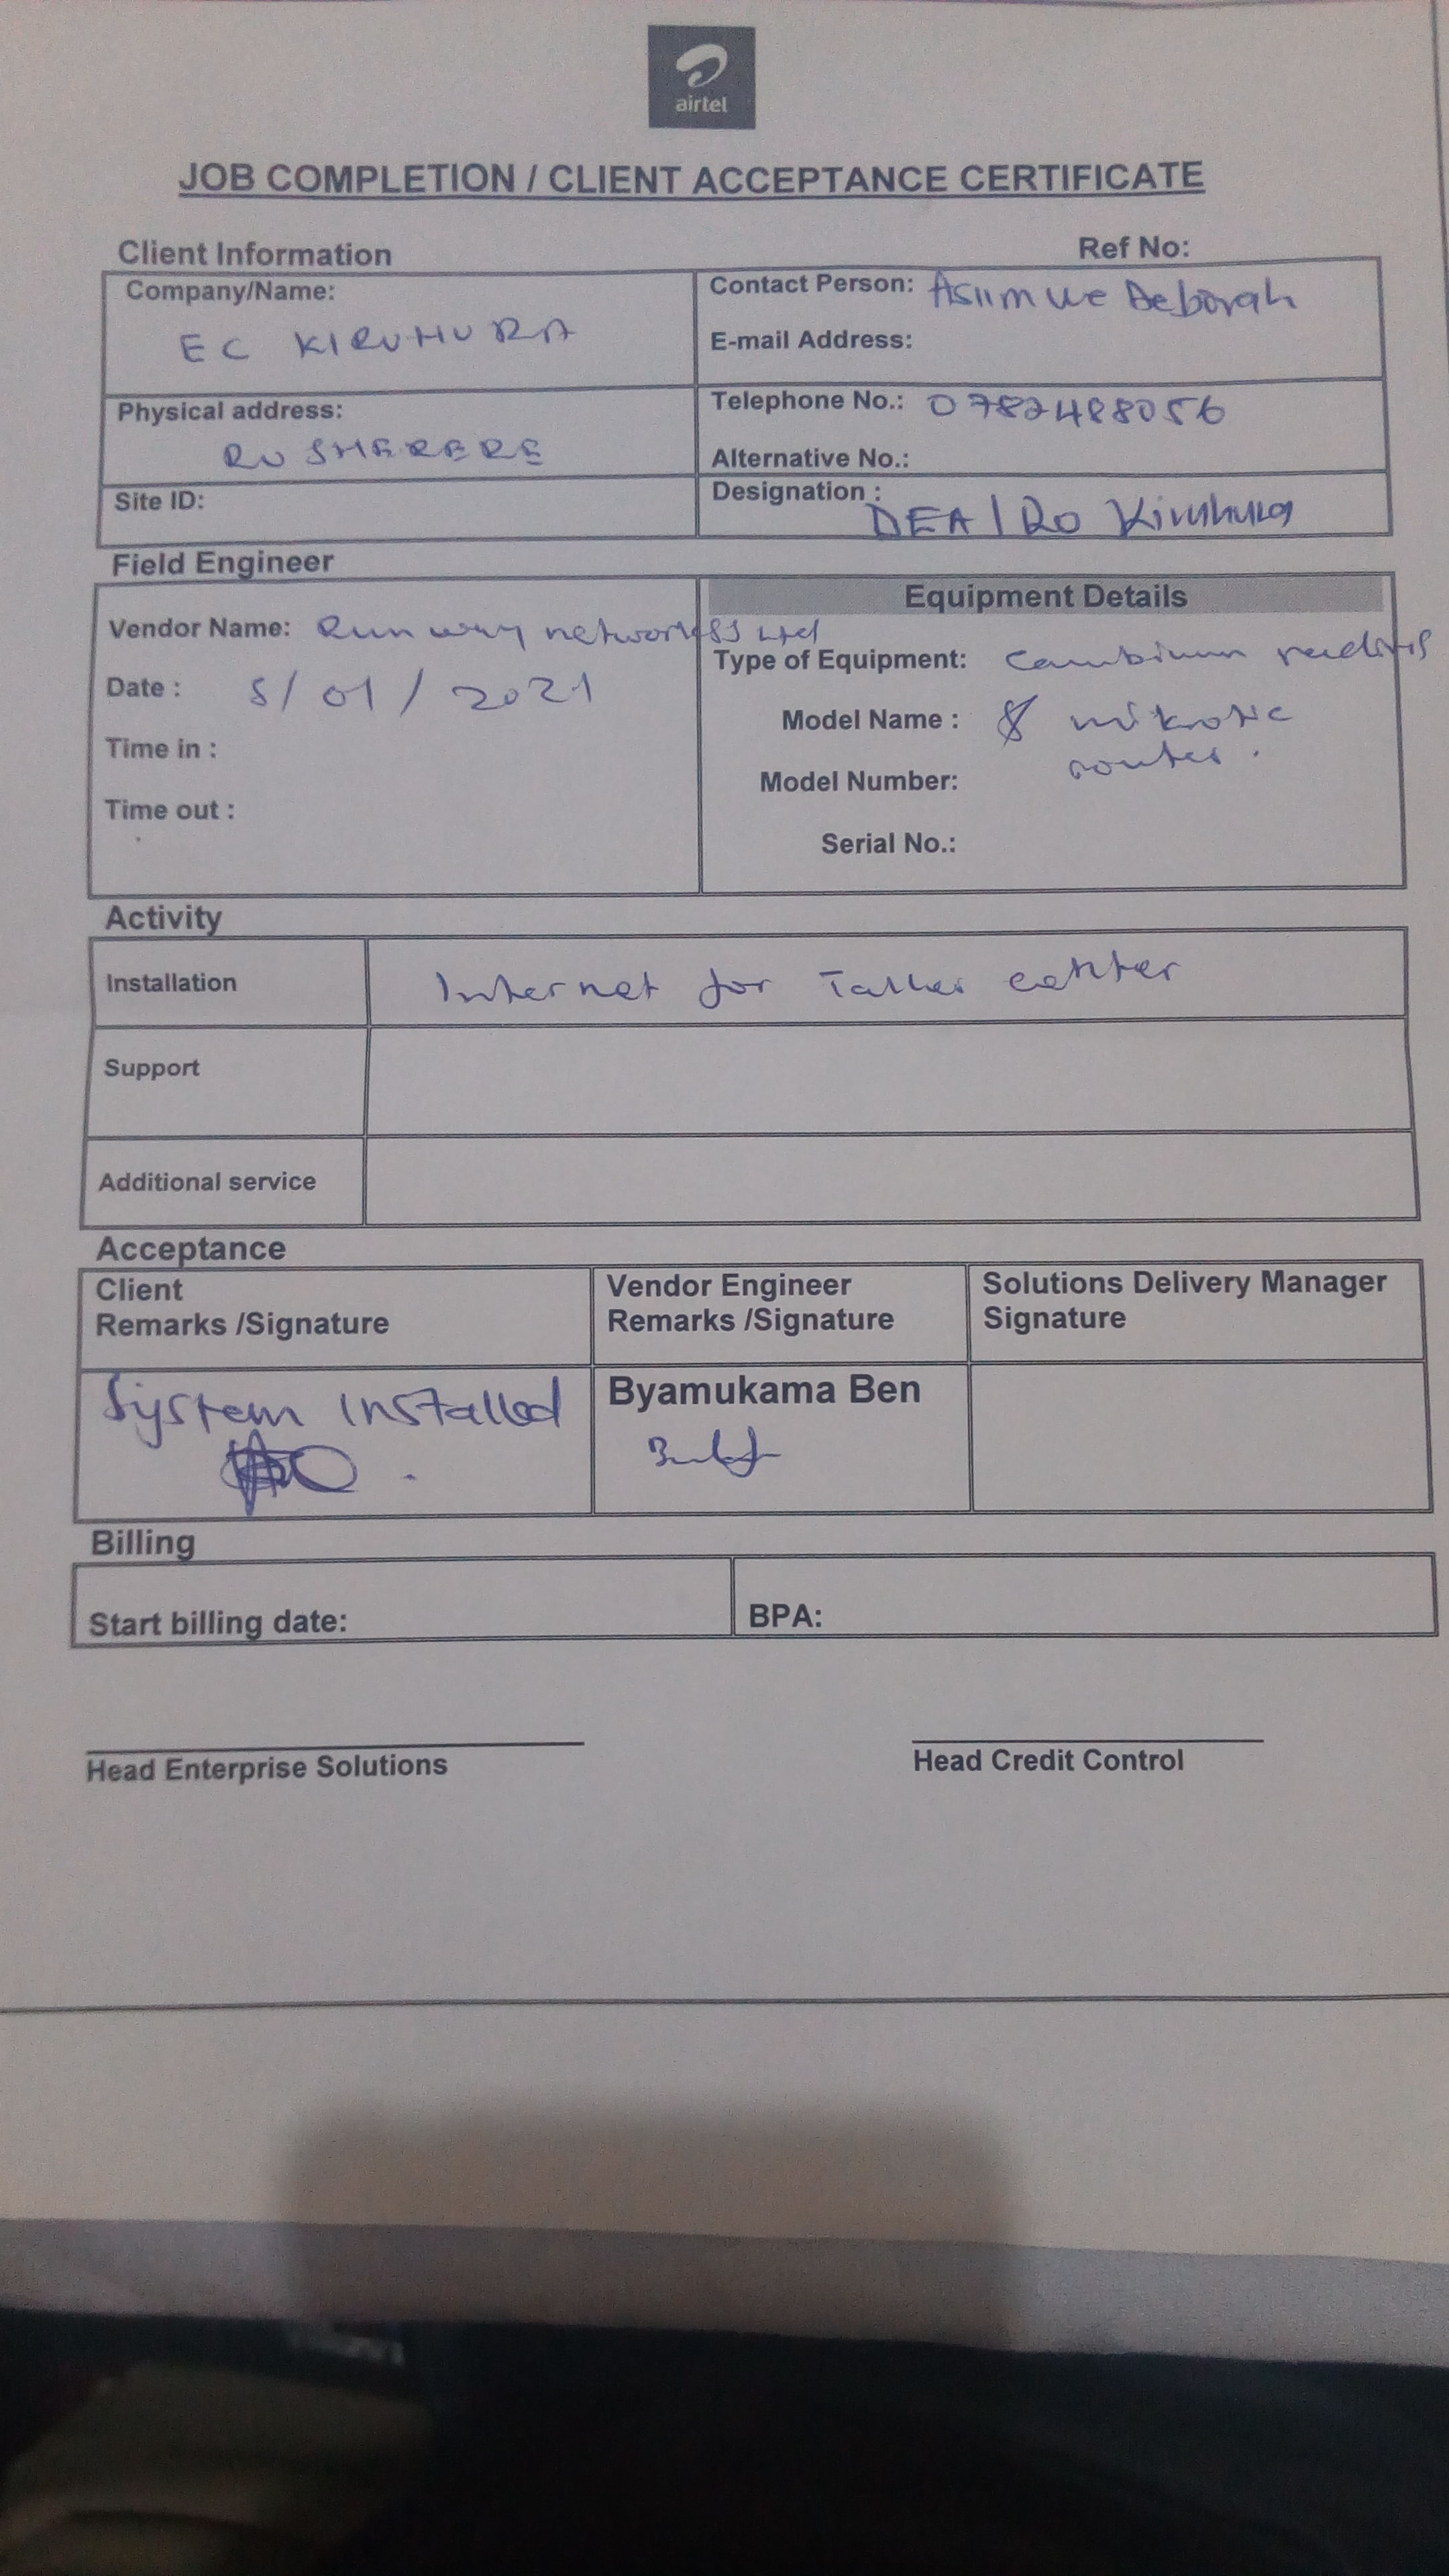 airtel
JOB COMPLETION / CLIENT ACCEPTANCE CERTIFICATE
Client Information
Ref No:
Company/Name:
EC KIRUHURA
Contact Person: Asiimwe Deborah
E-mail Address:
Physical address:
RUSHERERE
Telephone No.: 0782488056
Alternative No.:
Site ID:
Designation : DEA/RO Kiruhura
Field Engineer
Vendor Name: Runway networks Ltd
Date : 5/01/2021
Time in :
Time out :
Equipment Details
Type of Equipment: Cambium radios
Model Name : & mikrotic
router.
Model Number:
Serial No.:
Activity
Installation
Internet for center
Support
Additional service
Acceptance
Client
Remarks /Signature
Vendor Engineer
Remarks /Signature
Solutions Delivery Manager
Signature
System Installed
Byamukama Ben
Billing
Start billing date:
BPA:
Head Enterprise Solutions
Head Credit Control